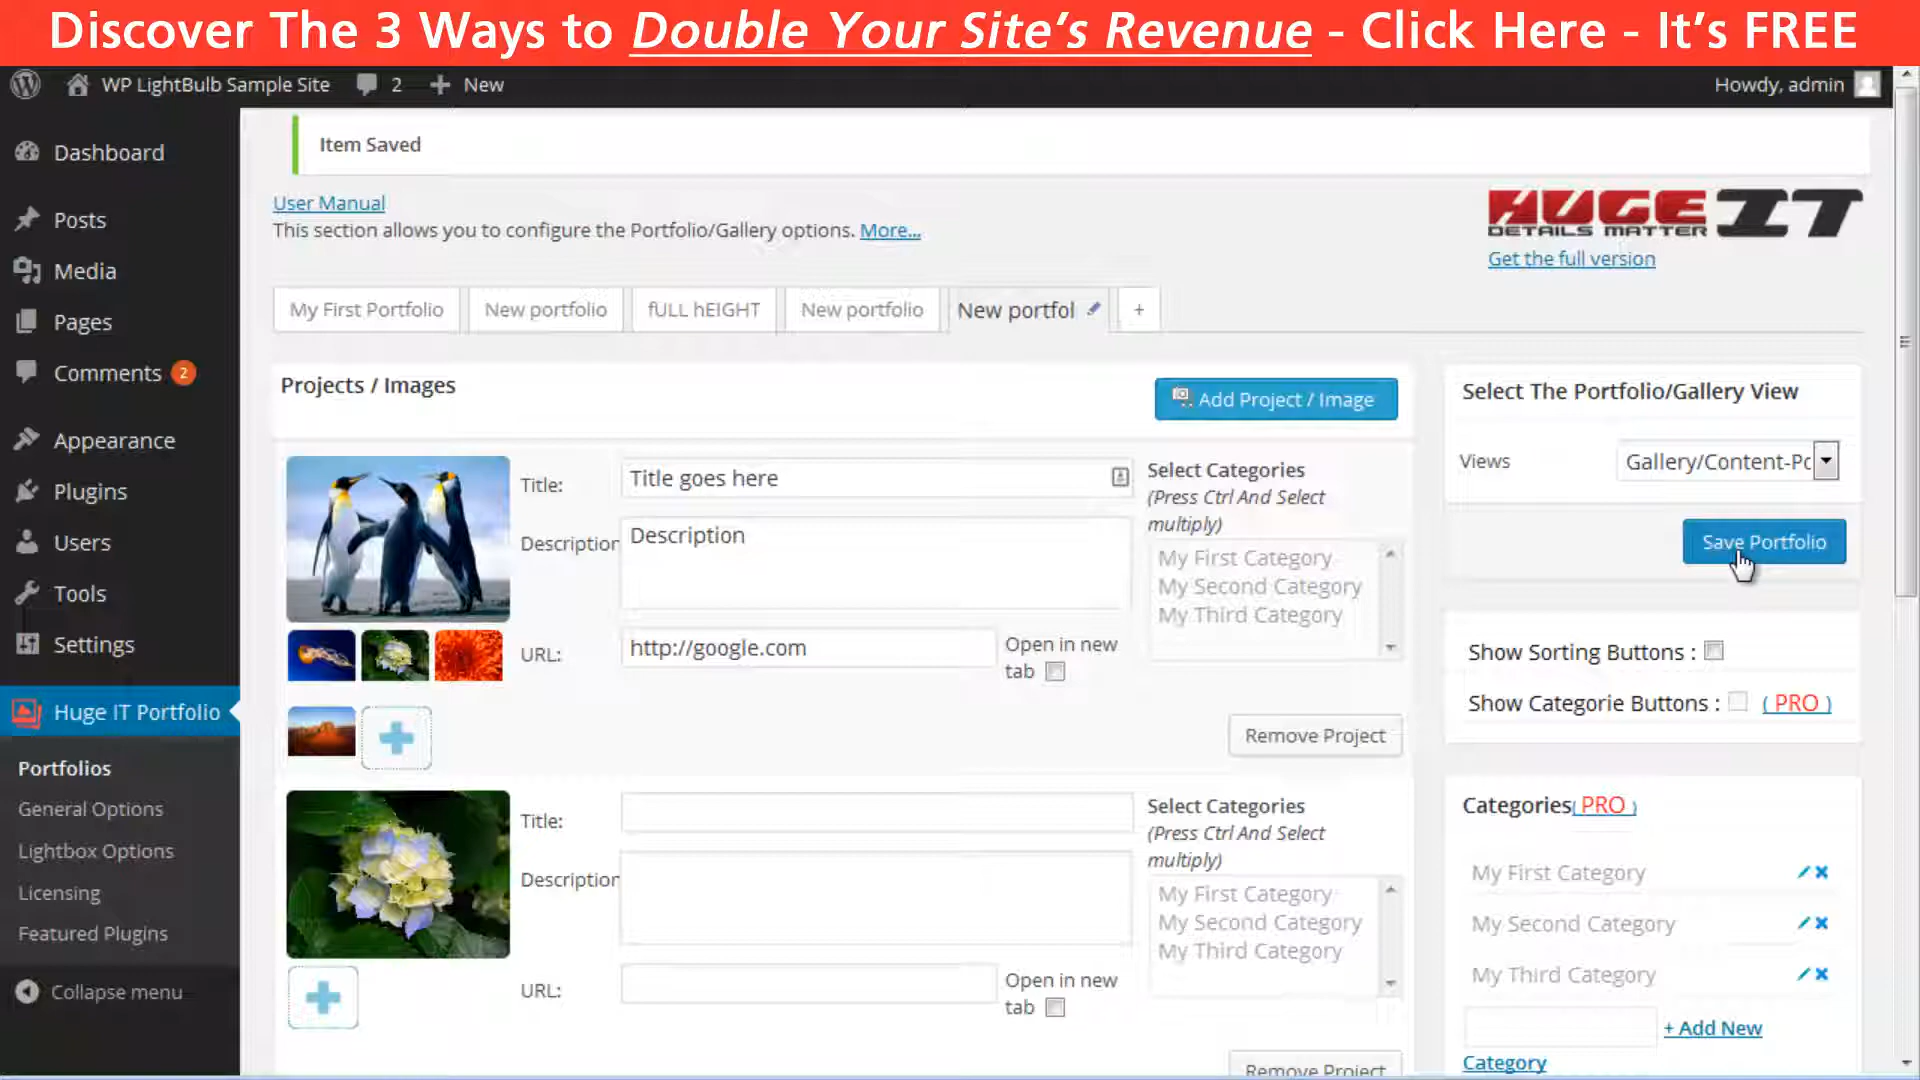 Discover The 3 Ways to Double Your Site's Revenue - Click Here - It's FREE
WP LightBulb Sample Site 2 + New Howdy, admin
Dashboard
Posts
Media
Pages
Comments 2
Appearance
Plugins
Users
Tools
Settings
Huge IT Portfolio
Portfolios
General Options
Lightbox Options
Licensing
Featured Plugins
Collapse menu
Item Saved
User Manual
This section allows you to configure the Portfolio/Gallery options. More...
HUGE IT
DETAILS MATTER
Get the full version
My First Portfolio New portfolio fULL hEIGHT New portfolio New portfol +
Projects / Images
Add Project / Image
Title: Title goes here
Description Description
URL: http://google.com
Open in new
tab
Select Categories
(Press Ctrl And Select
multiply)
My First Category
My Second Category
My Third Category
Remove Project
Title:
Description
URL:
Open in new
tab
Select Categories
(Press Ctrl And Select
multiply)
My First Category
My Second Category
My Third Category
Remove Project
Select The Portfolio/Gallery View
Views Gallery/Content-Po
Save Portfolio
Show Sorting Buttons :
Show Categorie Buttons : ( PRO )
Categories( PRO )
My First Category
My Second Category
My Third Category
+ Add New
Category